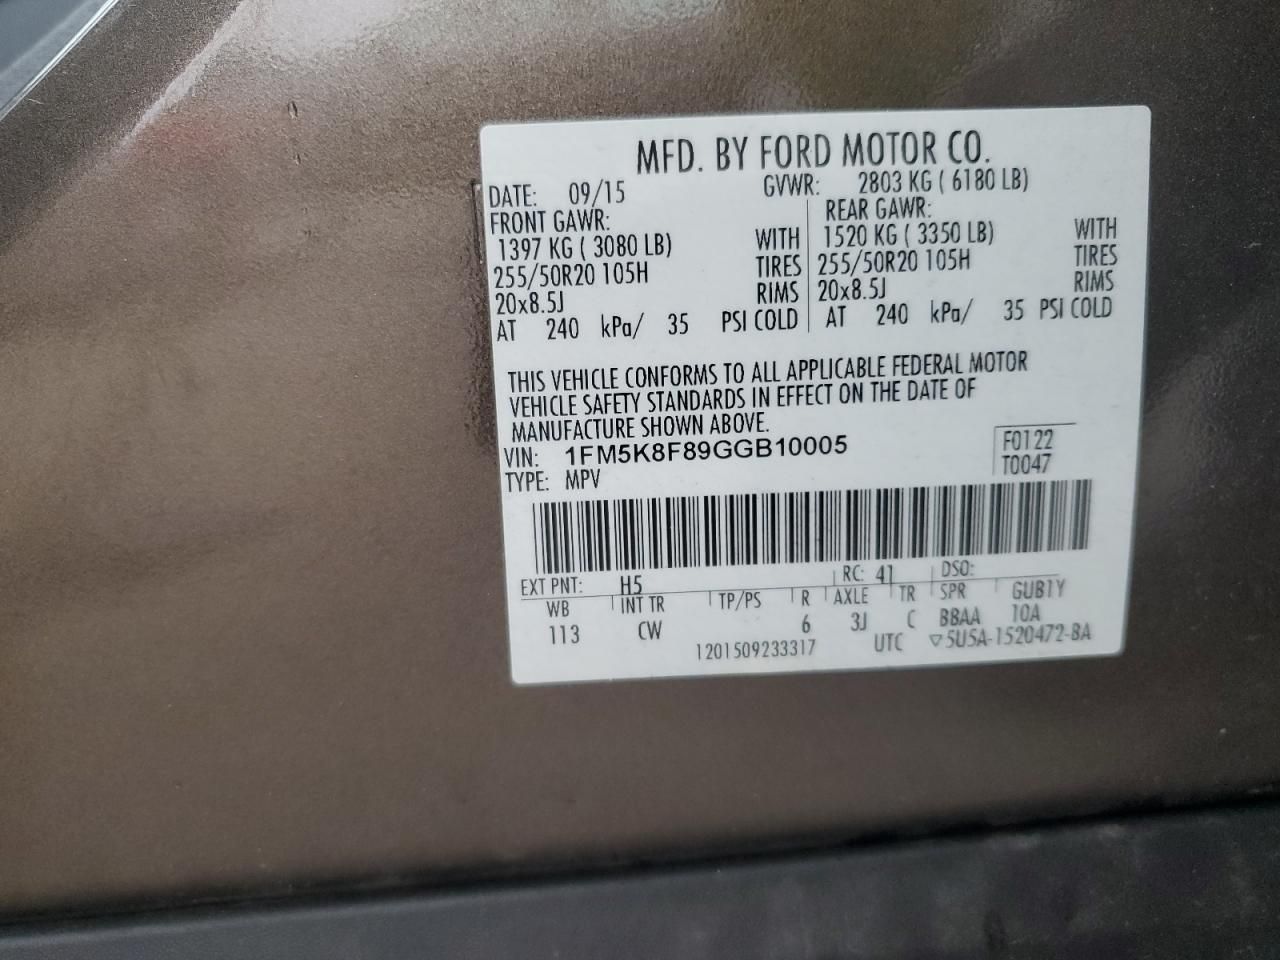 MFD. BY FORD MOTOR CO.
DATE: 09/15 GVWR: 2803 KG ( 6180 LB)
FRONT GAWR: REAR GAWR:
1397 KG ( 3080 LB) WITH 1520 KG ( 3350 LB) WITH
255/50R20 105H TIRES 255/50R20 105H TIRES
20x8.5J RIMS 20x8.5J RIMS
AT 240 kPa/ 35 PSI COLD AT 240 kPa/ 35 PSI COLD
THIS VEHICLE CONFORMS TO ALL APPLICABLE FEDERAL MOTOR
VEHICLE SAFETY STANDARDS IN EFFECT ON THE DATE OF
MANUFACTURE SHOWN ABOVE.
VIN: 1FM5K8F89GGB10005 F0122
TYPE: MPV T0047
EXT PNT: H5 RC: 41 DSO:
WB INT TR TP/PS R AXLE TR SPR GUB1Y
113 CW 6 3J C BBAA 10A
1201509233317 UTC ▽5U5A-1520472-BA